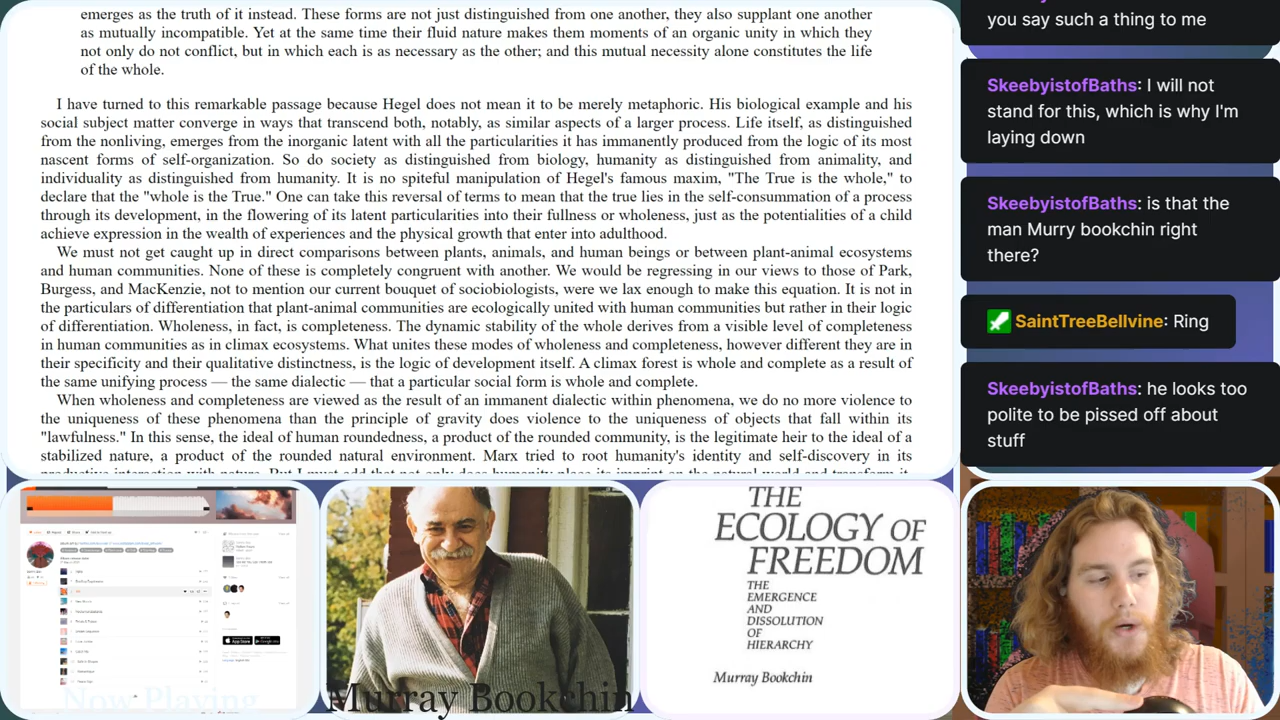 emerges as the truth of it instead. These forms are not just distinguished from one another, they also supplant one another
as mutually incompatible. Yet at the same time their fluid nature makes them moments of an organic unity in which they
not only do not conflict, but in which each is as necessary as the other; and this mutual necessity alone constitutes the life
of the whole.
I have turned to this remarkable passage because Hegel does not mean it to be merely metaphoric. His biological example and his
social subject matter converge in ways that transcend both, notably, as similar aspects of a larger process. Life itself, as distinguished
from the nonliving, emerges from the inorganic latent with all the particularities it has immanently produced from the logic of its most
nascent forms of self-organization. So do society as distinguished from biology, humanity as distinguished from animality, and
individuality as distinguished from humanity. It is no spiteful manipulation of Hegel's famous maxim, "The True is the whole," to
declare that the "whole is the True." One can take this reversal of terms to mean that the true lies in the self-consummation of a process
through its development, in the flowering of its latent particularities into their fullness or wholeness, just as the potentialities of a child
achieve expression in the wealth of experiences and the physical growth that enter into adulthood.
We must not get caught up in direct comparisons between plants, animals, and human beings or between plant-animal ecosystems
and human communities. None of these is completely congruent with another. We would be regressing in our views to those of Park,
Burgess, and MacKenzie, not to mention our current bouquet of sociobiologists, were we lax enough to make this equation. It is not in
the particulars of differentiation that plant-animal communities are ecologically united with human communities but rather in their logic
of differentiation. Wholeness, in fact, is completeness. The dynamic stability of the whole derives from a visible level of completeness
in human communities as in climax ecosystems. What unites these modes of wholeness and completeness, however different they are in
their specificity and their qualitative distinctness, is the logic of development itself. A climax forest is whole and complete as a result of
the same unifying process — the same dialectic — that a particular social form is whole and complete.
When wholeness and completeness are viewed as the result of an immanent dialectic within phenomena, we do no more violence to
the uniqueness of these phenomena than the principle of gravity does violence to the uniqueness of objects that fall within its
"lawfulness." In this sense, the ideal of human roundedness, a product of the rounded community, is the legitimate heir to the ideal of a
stabilized nature, a product of the rounded natural environment. Marx tried to root humanity's identity and self-discovery in its
productive interaction with nature. But I must add that not only does humanity place its imprint on the natural world and transform it,
you say such a thing to me
SkeebyistofBaths: I will not
stand for this, which is why I'm
laying down
SkeebyistofBaths: is that the
man Murry bookchin right
there?
SaintTreeBellvine: Ring
SkeebyistofBaths: he looks too
polite to be pissed off about
stuff
Now Playing
Murray Bookchin
THE
ECOLOGY OF
FREEDOM
THE
EMERGENCE
AND
DISSOLUTION
OF
HIERARCHY
Murray Bookchin